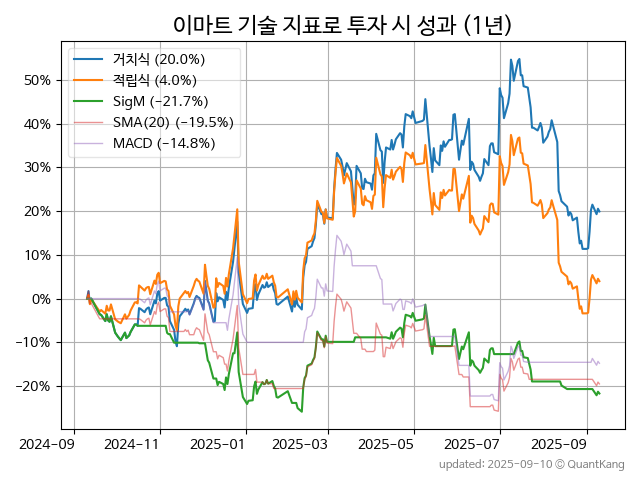 이마트 기술 지표로 투자 시 성과 (1년)
거치식 (20.0%)
적립식 (4.0%)
SigM (−21.7%)
SMA(20) (−19.5%)
MACD (−14.8%)
50%
40%
30%
20%
10%
0%
−10%
−20%
2024-09 2024-11 2025-01 2025-03 2025-05 2025-07 2025-09
updated: 2025-09-10 © QuantKang